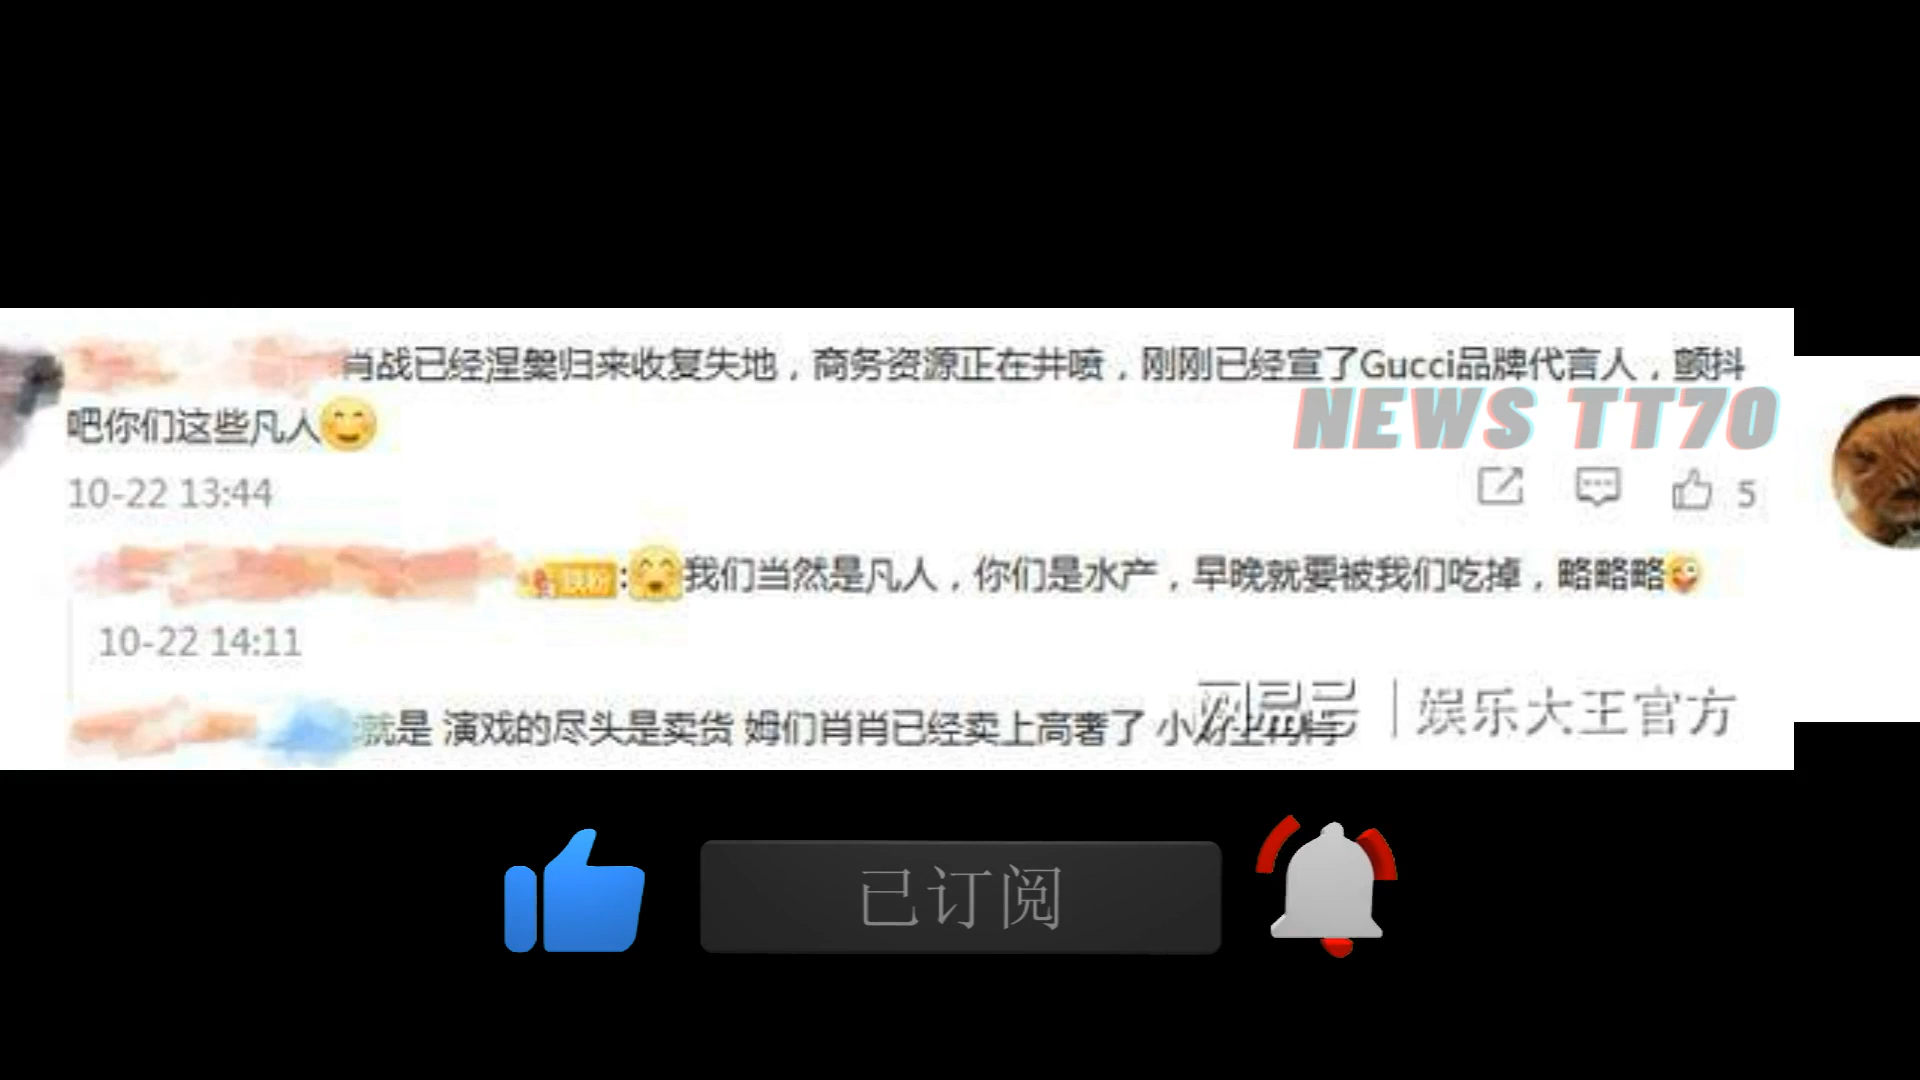 肖战已经涅槃归来收复失地，商务资源正在井喷，刚刚已经宣了Gucci品牌代言人，颤抖
吧你们这些凡人
NEWS TT70
10-22 13:44
5
:我们当然是凡人，你们是水产，早晚就要被我们吃掉，略略略
10-22 14:11
就是 演戏的尽头是卖货 姆们肖肖已经卖上高奢了 小
网易号 | 娱乐大王官方
已订阅